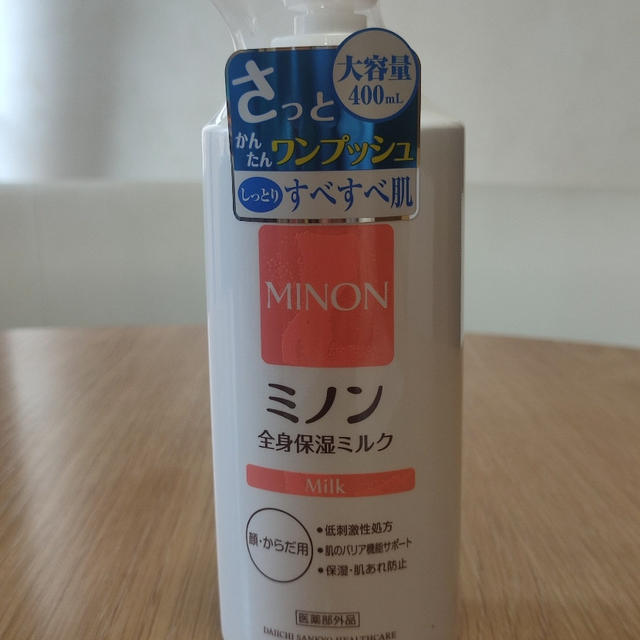 大容量
400mL
さっと
かんたん
ワンプッシュ
しっとり すべすべ肌
MINON
ミノン
全身保湿ミルク
Milk
顔・からだ用
・低刺激性処方
・肌のバリア機能サポート
・保湿・肌あれ防止
医薬部外品
DAIICHI SANKYO HEALTHCARE